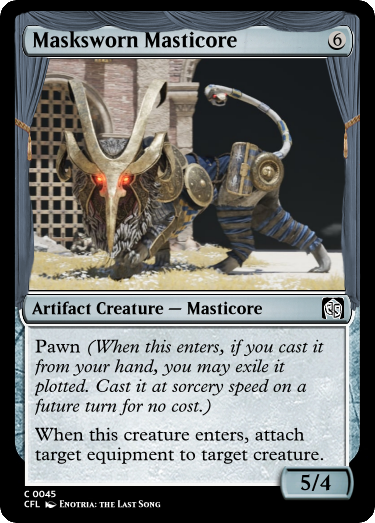 Masksworn Masticore 6
Artifact Creature — Masticore
Pawn (When this enters, if you cast it
from your hand, you may exile it
plotted. Cast it at sorcery speed on a
future turn for no cost.)
When this creature enters, attach
target equipment to target creature.
5/4
C 0045
CFL Enotria: the Last Song